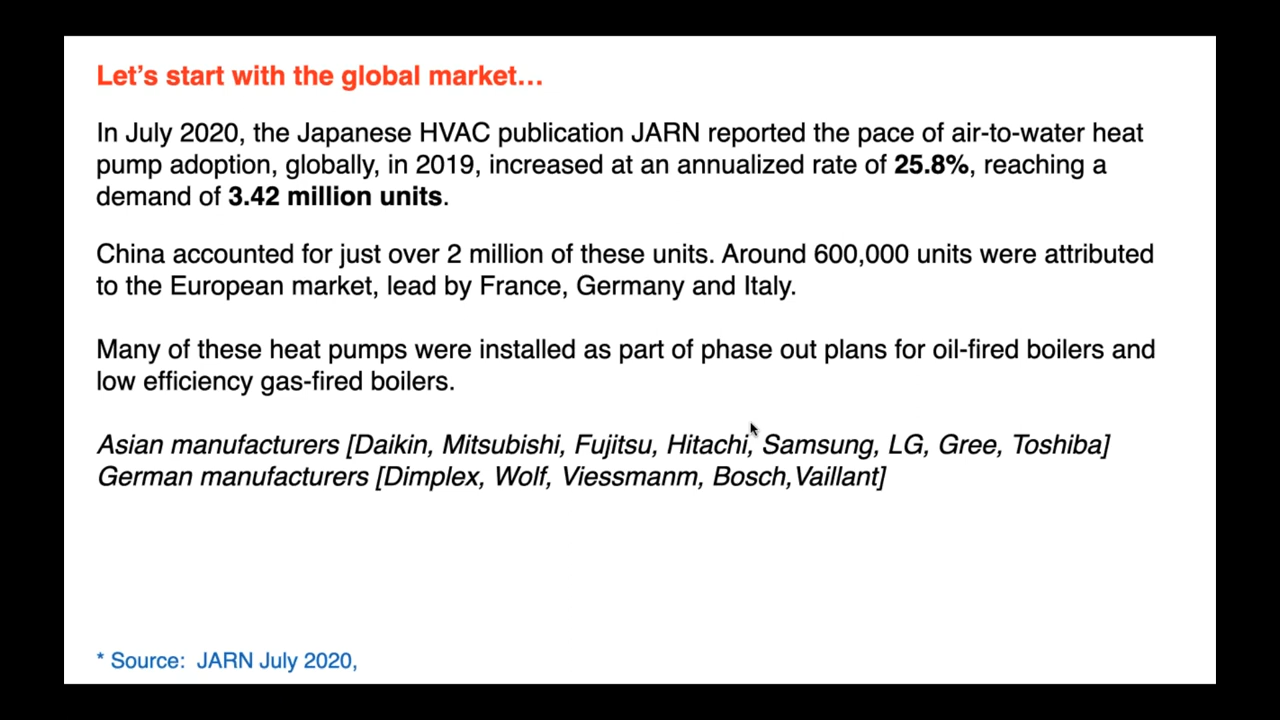 Let’s start with the global market…
In July 2020, the Japanese HVAC publication JARN reported the pace of air-to-water heat
pump adoption, globally, in 2019, increased at an annualized rate of 25.8%, reaching a
demand of 3.42 million units.
China accounted for just over 2 million of these units. Around 600,000 units were attributed
to the European market, lead by France, Germany and Italy.
Many of these heat pumps were installed as part of phase out plans for oil-fired boilers and
low efficiency gas-fired boilers.
Asian manufacturers [Daikin, Mitsubishi, Fujitsu, Hitachi, Samsung, LG, Gree, Toshiba]
German manufacturers [Dimplex, Wolf, Viessmanm, Bosch,Vaillant]
* Source:  JARN July 2020,